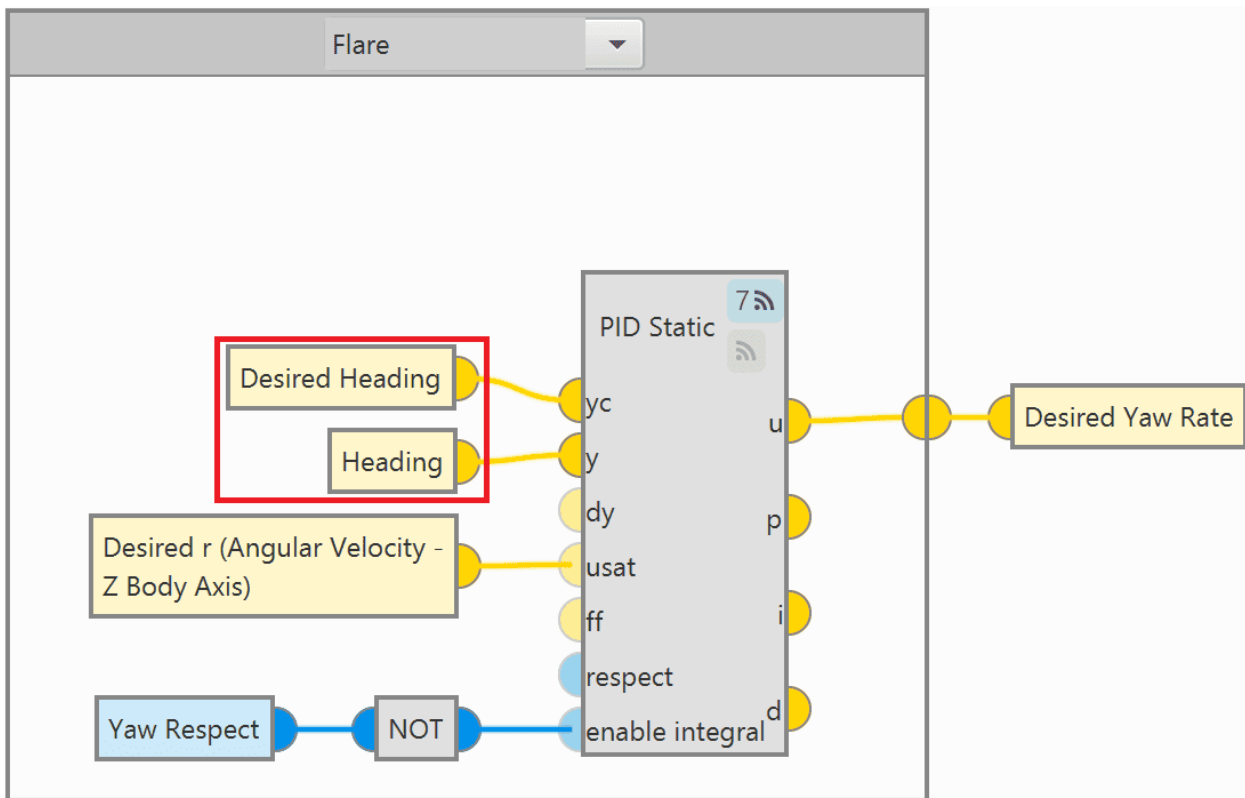 Flare
7
PID Static
Desired Heading
yc
u
Desired Yaw Rate
Heading
y
dy
p
Desired r (Angular Velocity -
Z Body Axis)
usat
ff
i
respect
d
Yaw Respect
NOT
enable integral